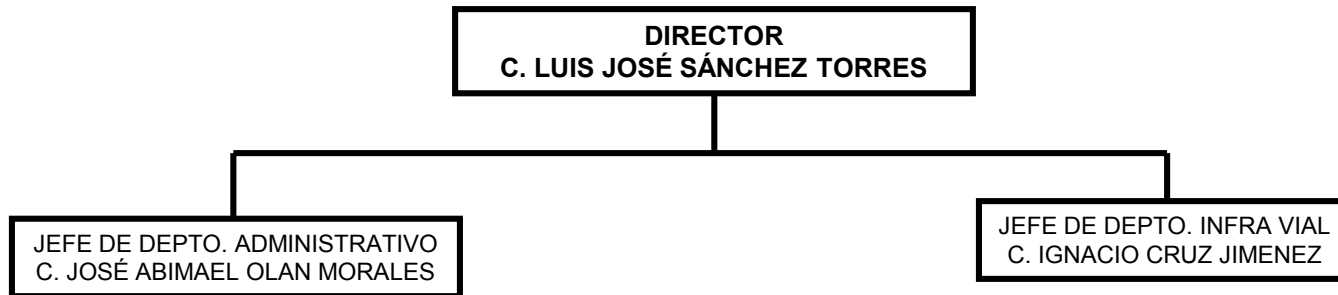 DIRECTOR
C. LUIS JOSÉ SÁNCHEZ TORRES
JEFE DE DEPTO. ADMINISTRATIVO
C. JOSÉ ABIMAEL OLAN MORALES
JEFE DE DEPTO. INFRA VIAL
C. IGNACIO CRUZ JIMENEZ